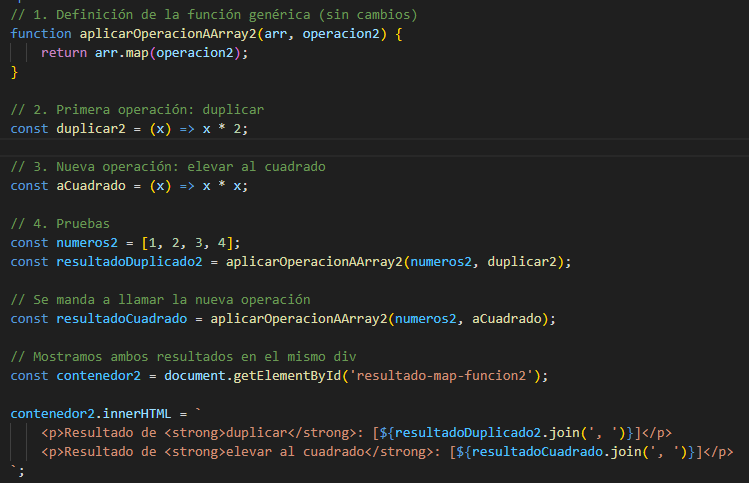 // 1. Definición de la función genérica (sin cambios)
function aplicarOperacionAArray2(arr, operacion2) {
    return arr.map(operacion2);
}

// 2. Primera operación: duplicar
const duplicar2 = (x) => x * 2;

// 3. Nueva operación: elevar al cuadrado
const aCuadrado = (x) => x * x;

// 4. Pruebas
const numeros2 = [1, 2, 3, 4];
const resultadoDuplicado2 = aplicarOperacionAArray2(numeros2, duplicar2);

// Se manda a llamar la nueva operación
const resultadoCuadrado = aplicarOperacionAArray2(numeros2, aCuadrado);

// Mostramos ambos resultados en el mismo div
const contenedor2 = document.getElementById('resultado-map-funcion2');

contenedor2.innerHTML = `
    <p>Resultado de <strong>duplicar</strong>: [${resultadoDuplicado2.join(', ')}]</p>
    <p>Resultado de <strong>elevar al cuadrado</strong>: [${resultadoCuadrado.join(', ')}]</p>
`;